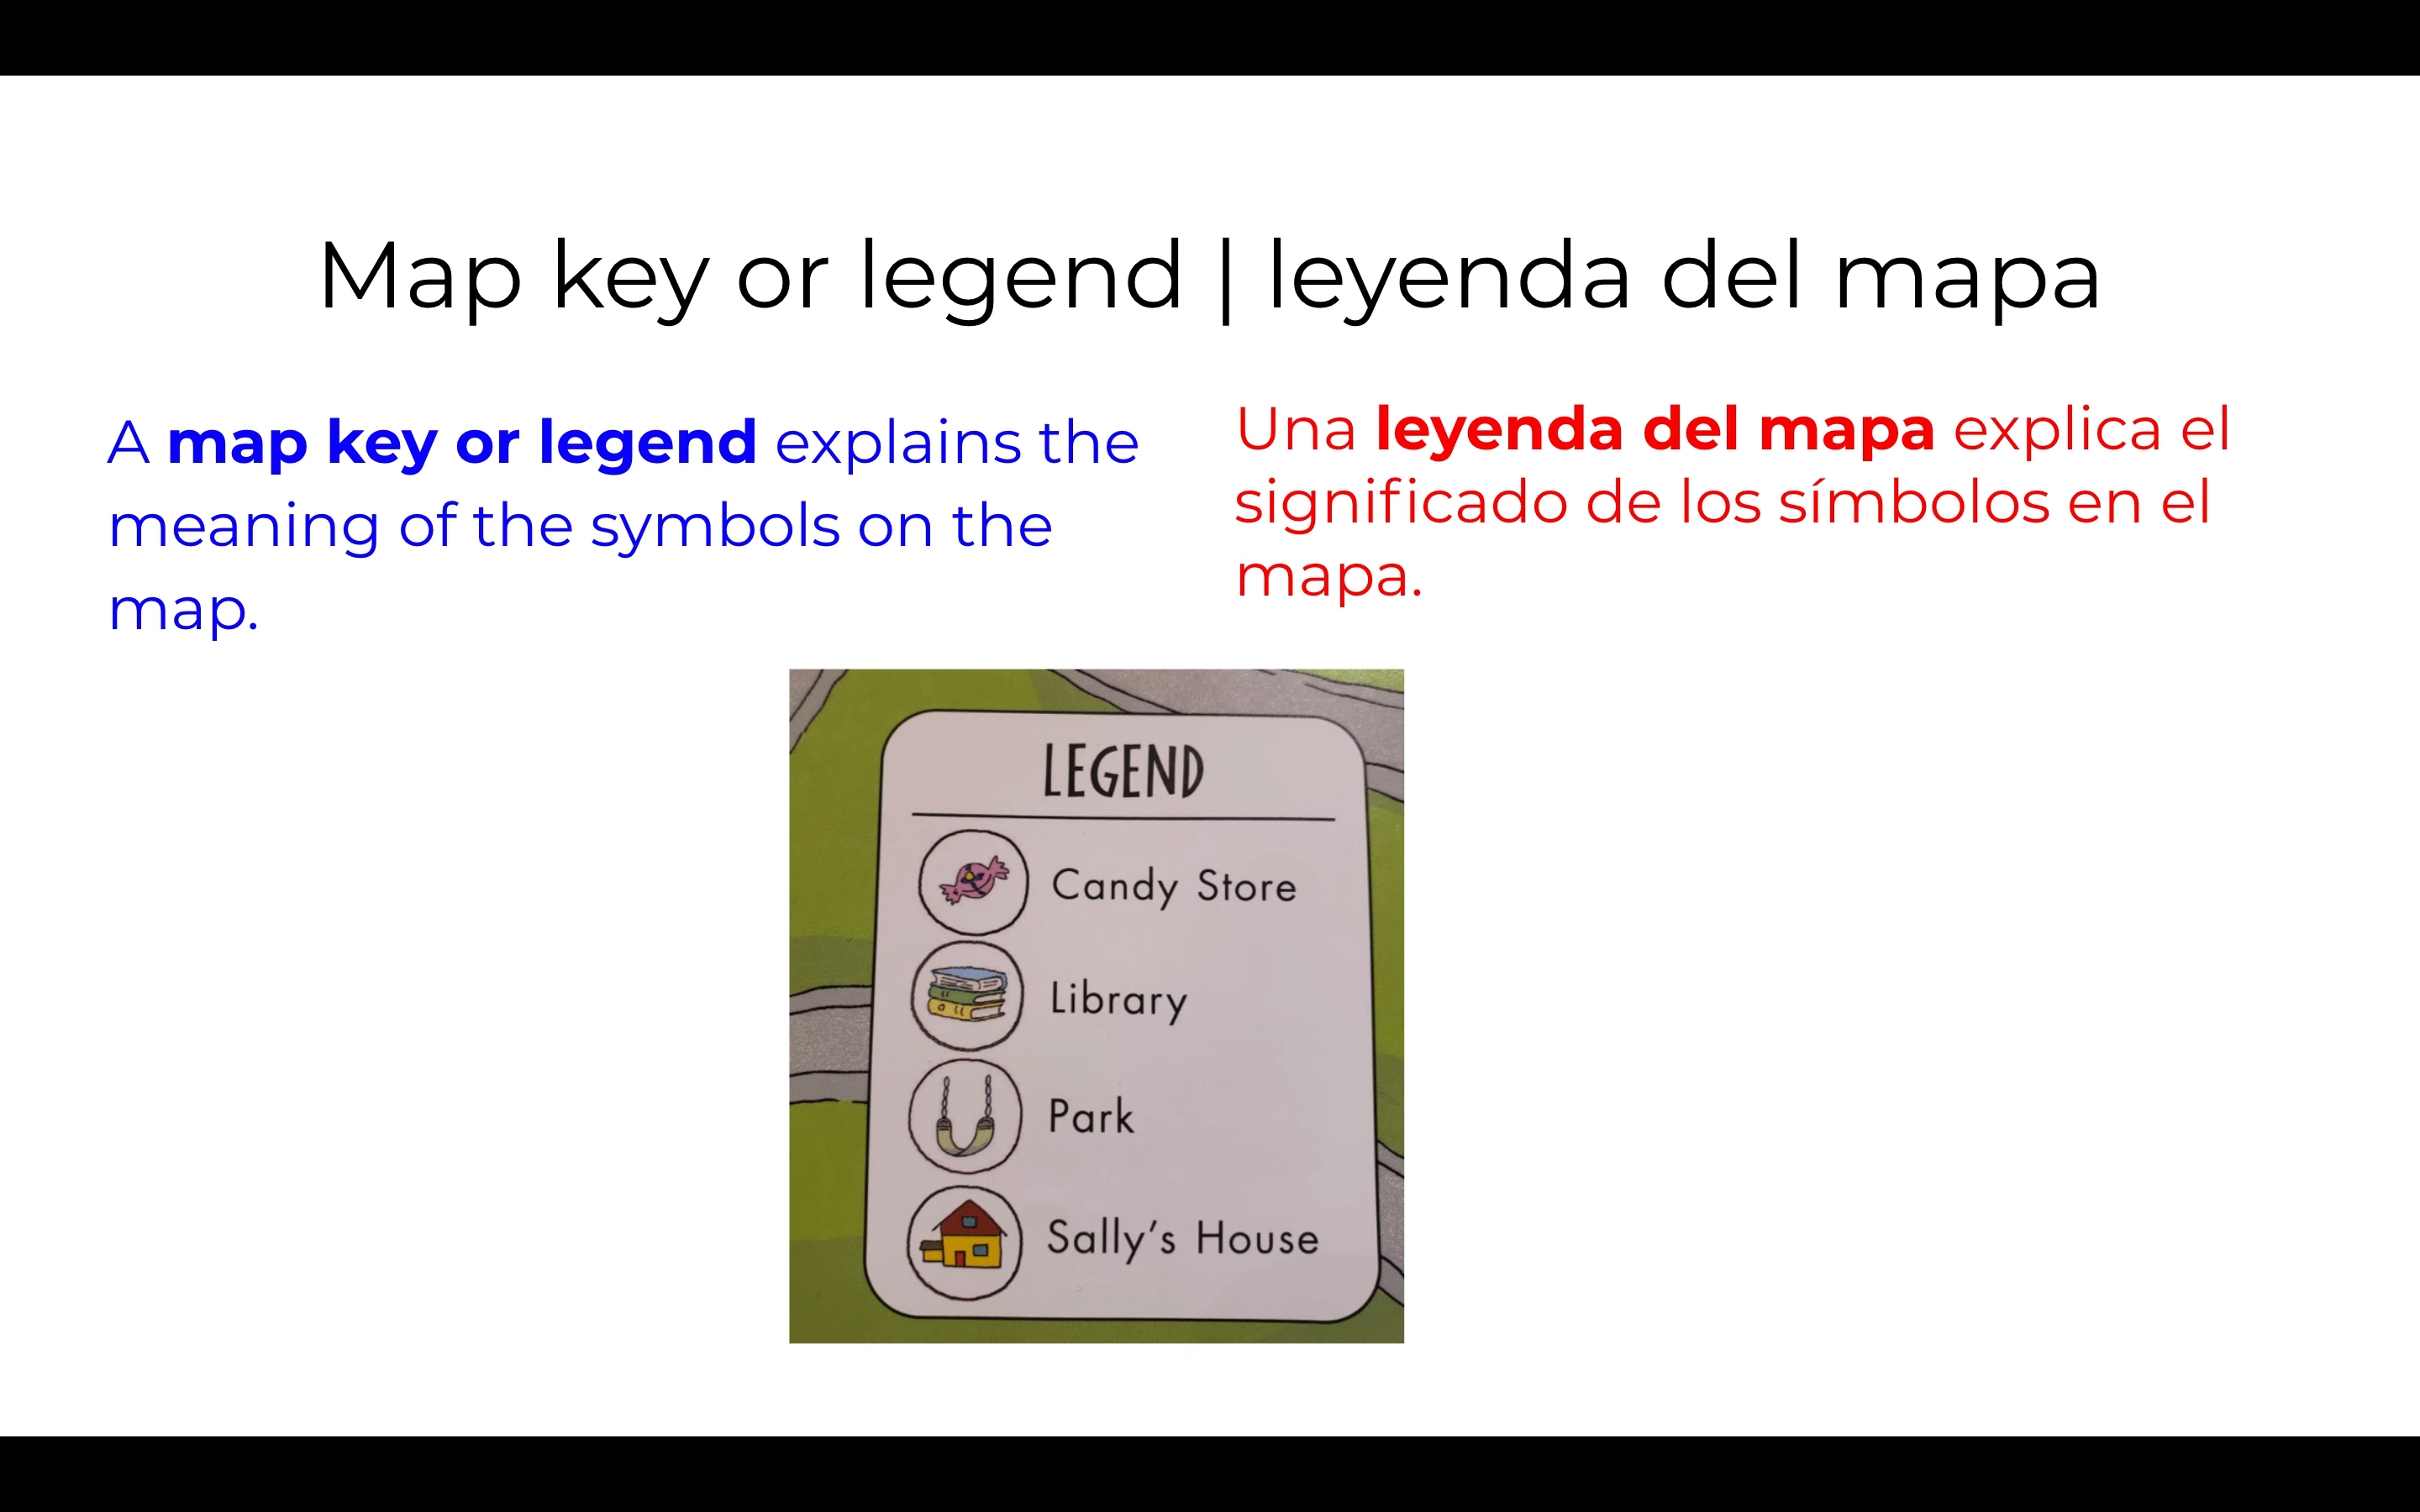 Map key or legend | leyenda del mapa
A map key or legend explains the
meaning of the symbols on the
map.
Una leyenda del mapa explica el
significado de los símbolos en el
mapa.
LEGEND
Candy Store
Library
Park
Sally's House